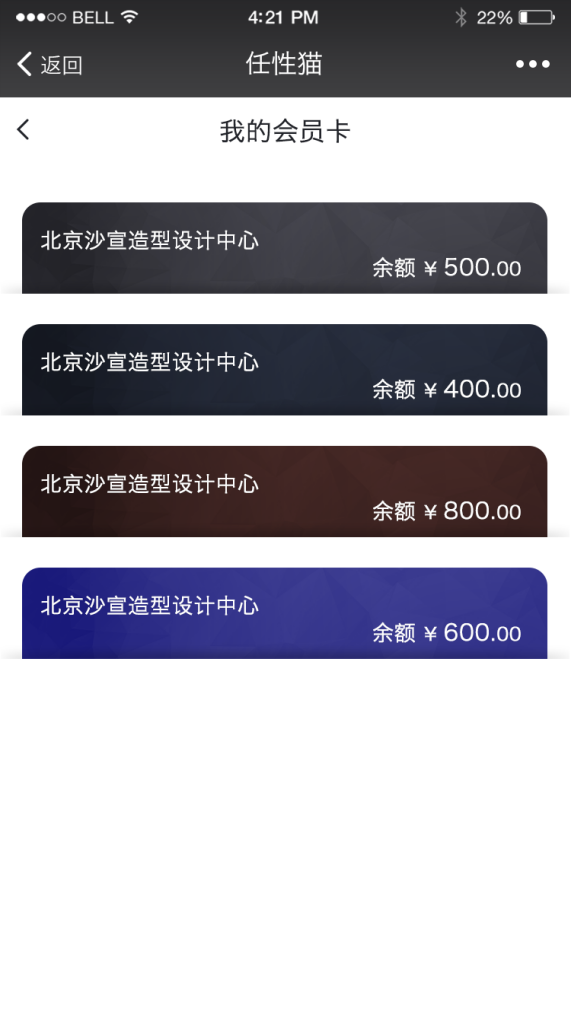 BELL 4:21 PM 22%
返回 任性猫
我的会员卡
北京沙宣造型设计中心
余额 ¥ 500.00
北京沙宣造型设计中心
余额 ¥ 400.00
北京沙宣造型设计中心
余额 ¥ 800.00
北京沙宣造型设计中心
余额 ¥ 600.00